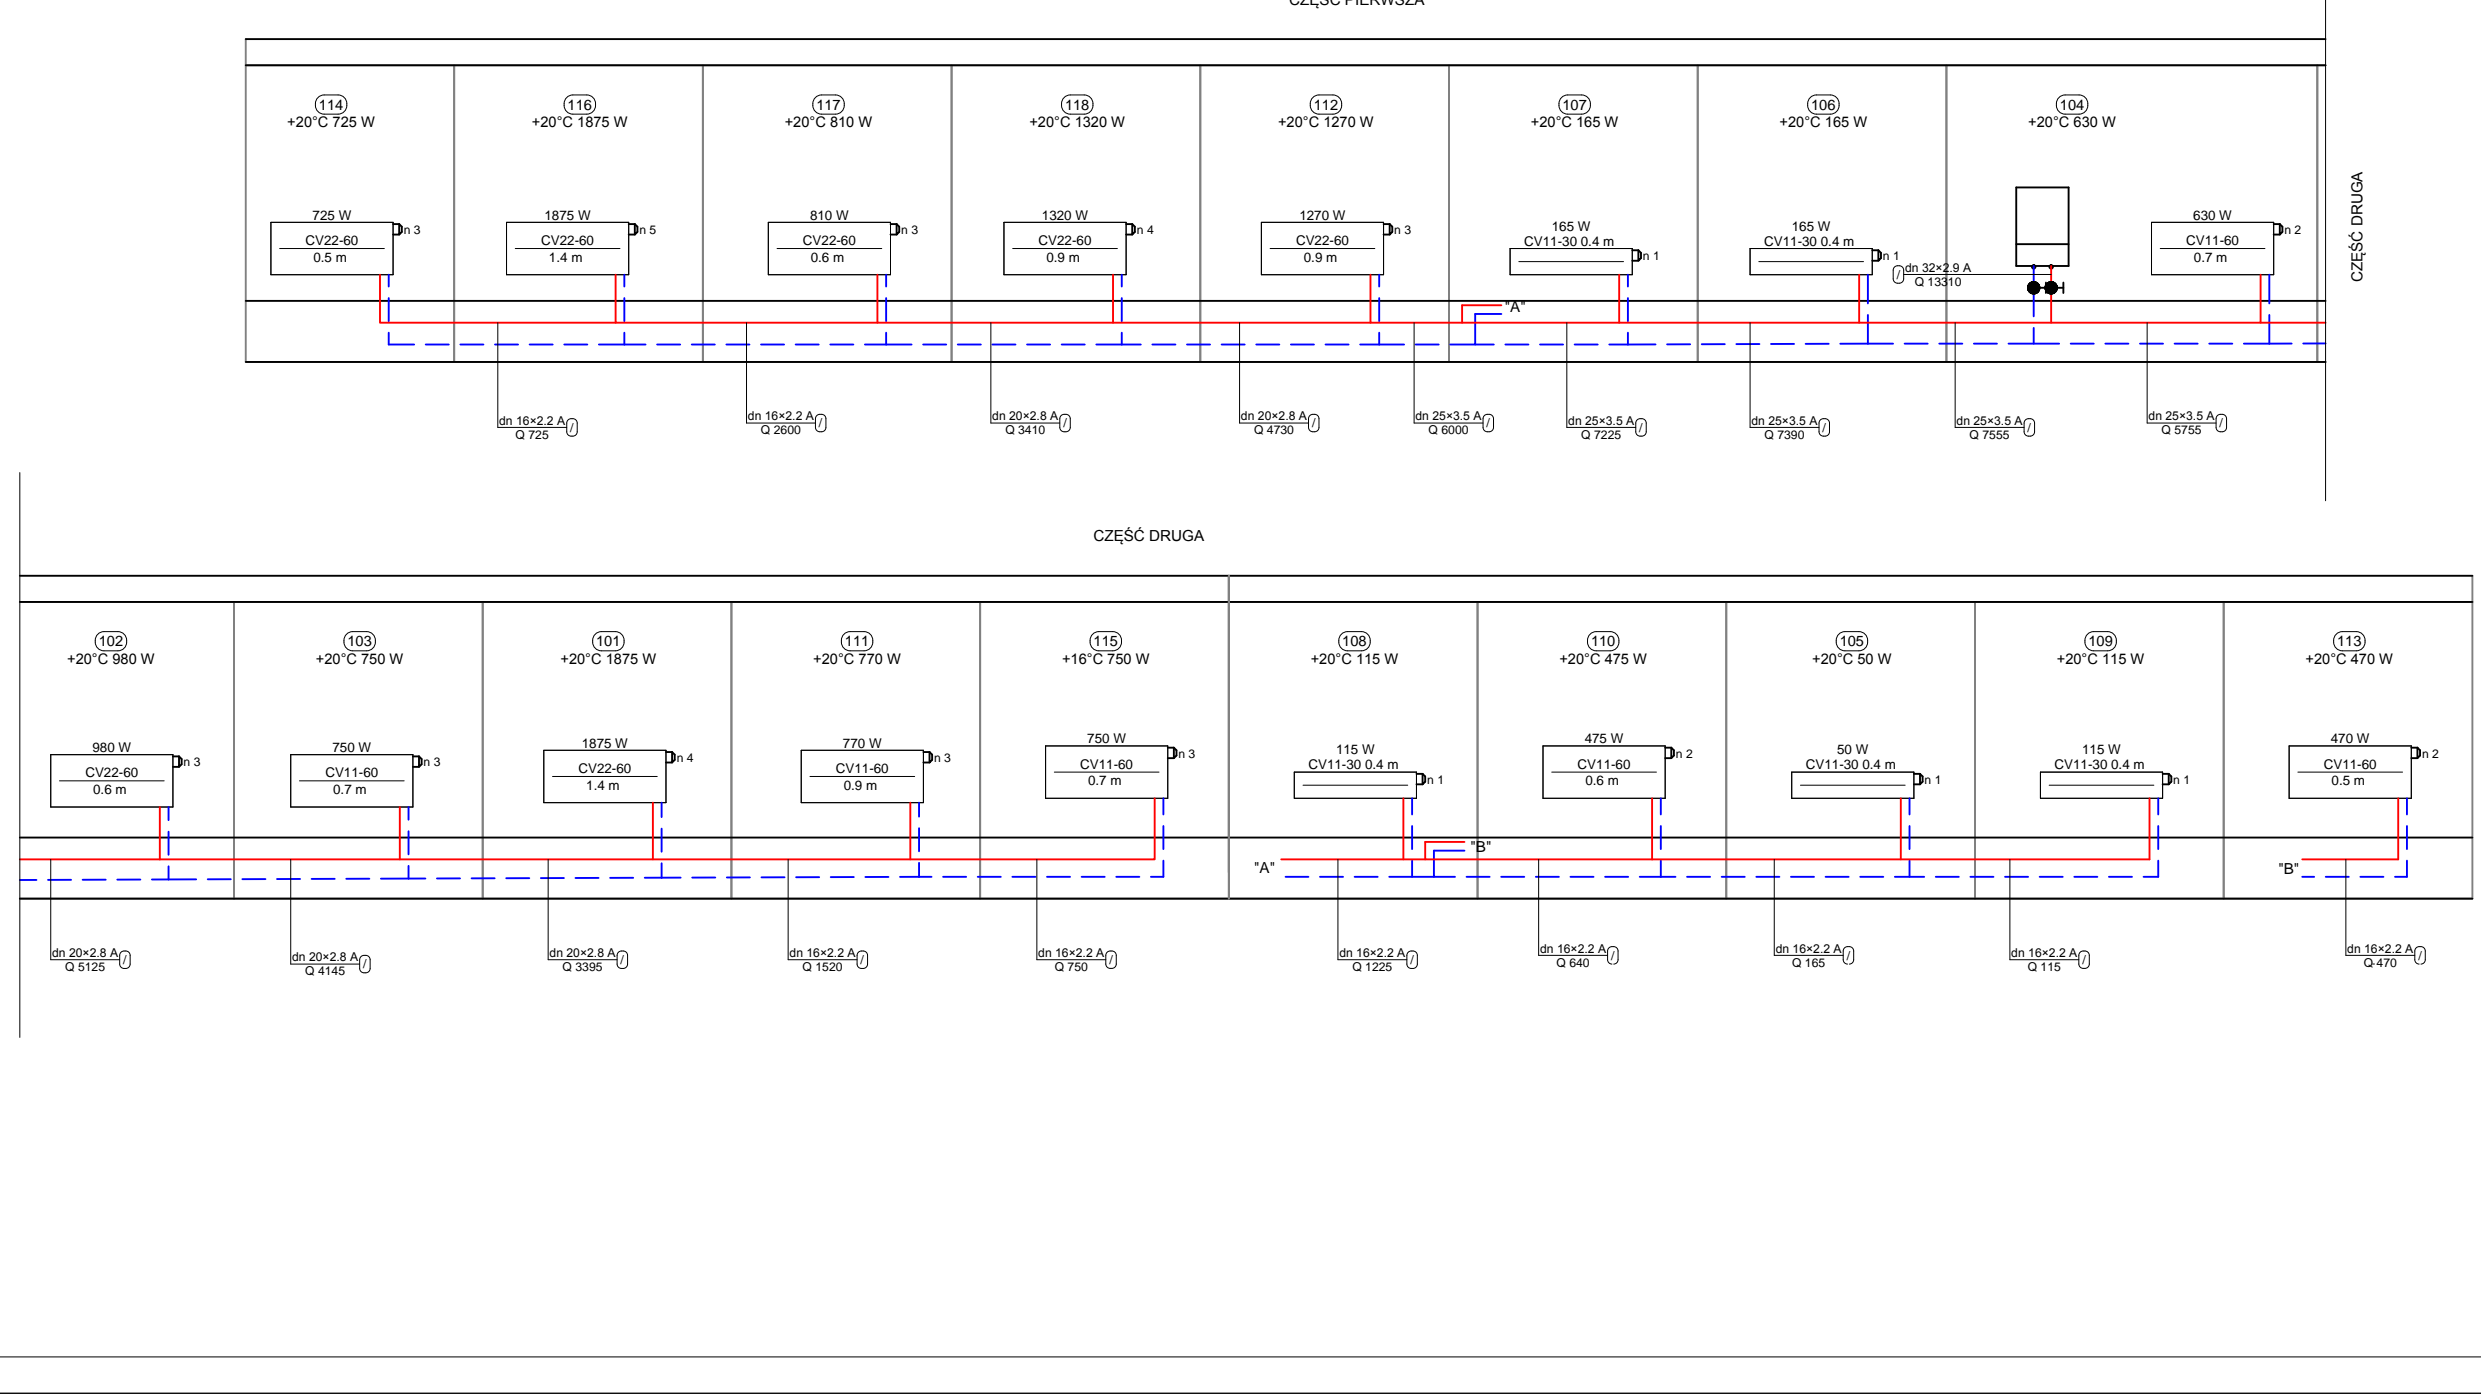 CZĘŚĆ PIERWSZA
114
+20°C 725 W
116
+20°C 1875 W
117
+20°C 810 W
118
+20°C 1320 W
112
+20°C 1270 W
107
+20°C 165 W
106
+20°C 165 W
104
+20°C 630 W
CZĘŚĆ DRUGA
725 W
CV22-60
0.5 m
n 3
1875 W
CV22-60
1.4 m
n 5
810 W
CV22-60
0.6 m
n 3
1320 W
CV22-60
0.9 m
n 4
1270 W
CV22-60
0.9 m
n 3
165 W
CV11-30 0.4 m
n 1
165 W
CV11-30 0.4 m
n 1
dn 32×2.9 A
Q 13310
/
630 W
CV11-60
0.7 m
n 2
"A"
dn 16×2.2 A
Q 725
/
dn 16×2.2 A
Q 2600
/
dn 20×2.8 A
Q 3410
/
dn 20×2.8 A
Q 4730
/
dn 25×3.5 A
Q 6000
/
dn 25×3.5 A
Q 7225
/
dn 25×3.5 A
Q 7390
/
dn 25×3.5 A
Q 7555
/
dn 25×3.5 A
Q 5755
/
CZĘŚĆ DRUGA
102
+20°C 980 W
103
+20°C 750 W
101
+20°C 1875 W
111
+20°C 770 W
115
+16°C 750 W
108
+20°C 115 W
110
+20°C 475 W
105
+20°C 50 W
109
+20°C 115 W
113
+20°C 470 W
980 W
CV22-60
0.6 m
n 3
750 W
CV11-60
0.7 m
n 3
1875 W
CV22-60
1.4 m
n 4
770 W
CV11-60
0.9 m
n 3
750 W
CV11-60
0.7 m
n 3
115 W
CV11-30 0.4 m
n 1
475 W
CV11-60
0.6 m
n 2
50 W
CV11-30 0.4 m
n 1
115 W
CV11-30 0.4 m
n 1
470 W
CV11-60
0.5 m
n 2
"A"
"B"
"B"
dn 20×2.8 A
Q 5125
/
dn 20×2.8 A
Q 4145
/
dn 20×2.8 A
Q 3395
/
dn 16×2.2 A
Q 1520
/
dn 16×2.2 A
Q 750
/
dn 16×2.2 A
Q 1225
/
dn 16×2.2 A
Q 640
/
dn 16×2.2 A
Q 165
/
dn 16×2.2 A
Q 115
/
dn 16×2.2 A
Q 470
/